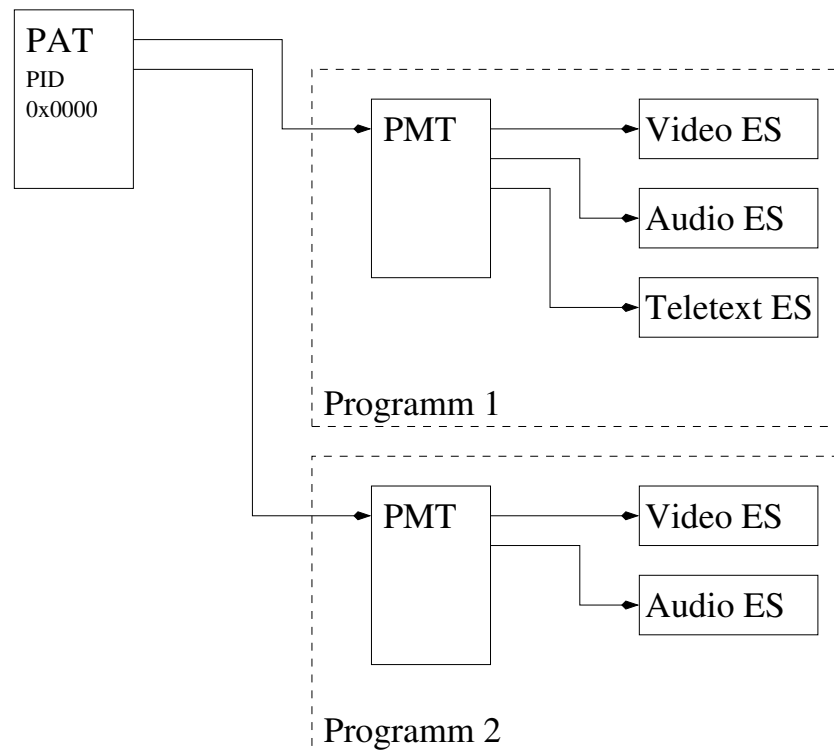 PAT
PID
0x0000
PMT
Video ES
Audio ES
Teletext ES
Programm 1
PMT
Video ES
Audio ES
Programm 2